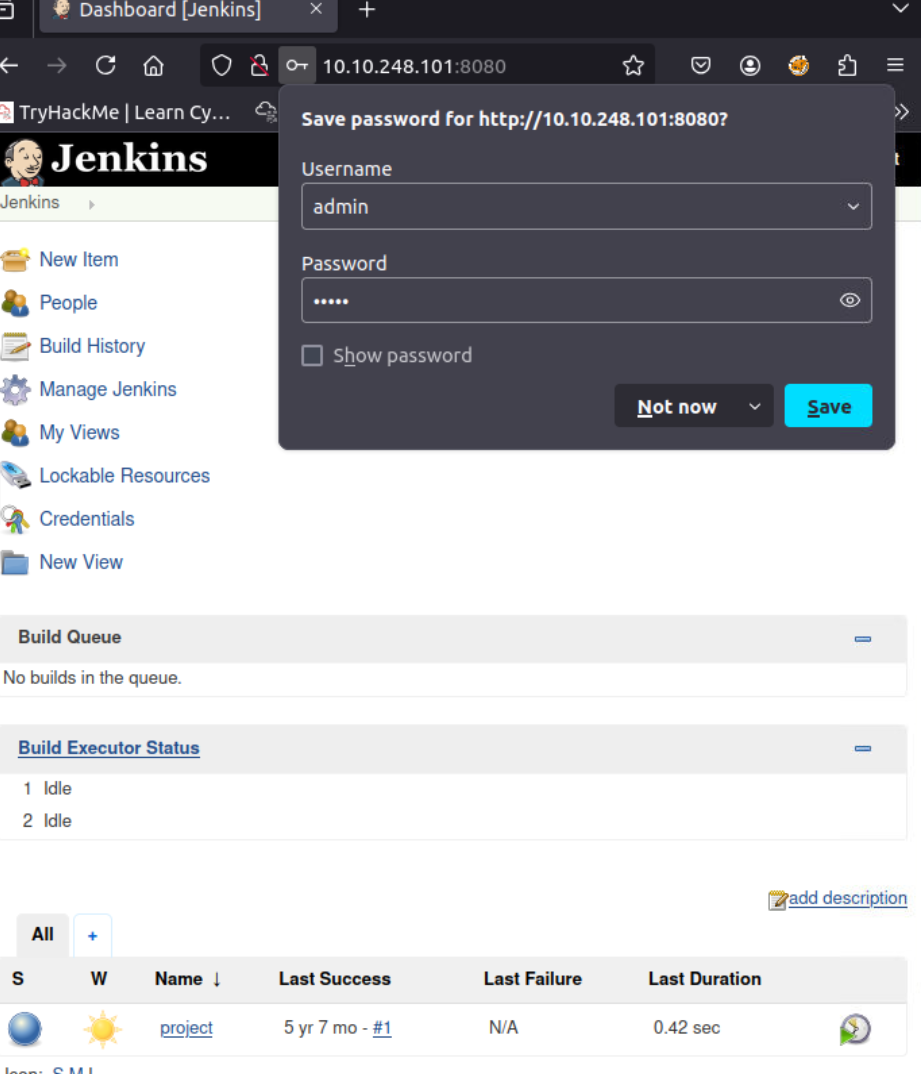 Dashboard [Jenkins]
10.10.248.101:8080
TryHackMe | Learn Cy...
Save password for http://10.10.248.101:8080?
Username
admin
Password
•••••
Show password
Not now
Save
Jenkins
Jenkins
New Item
People
Build History
Manage Jenkins
My Views
Lockable Resources
Credentials
New View
Build Queue
No builds in the queue.
Build Executor Status
1 Idle
2 Idle
add description
All +
S W Name ↓ Last Success Last Failure Last Duration
project 5 yr 7 mo - #1 N/A 0.42 sec